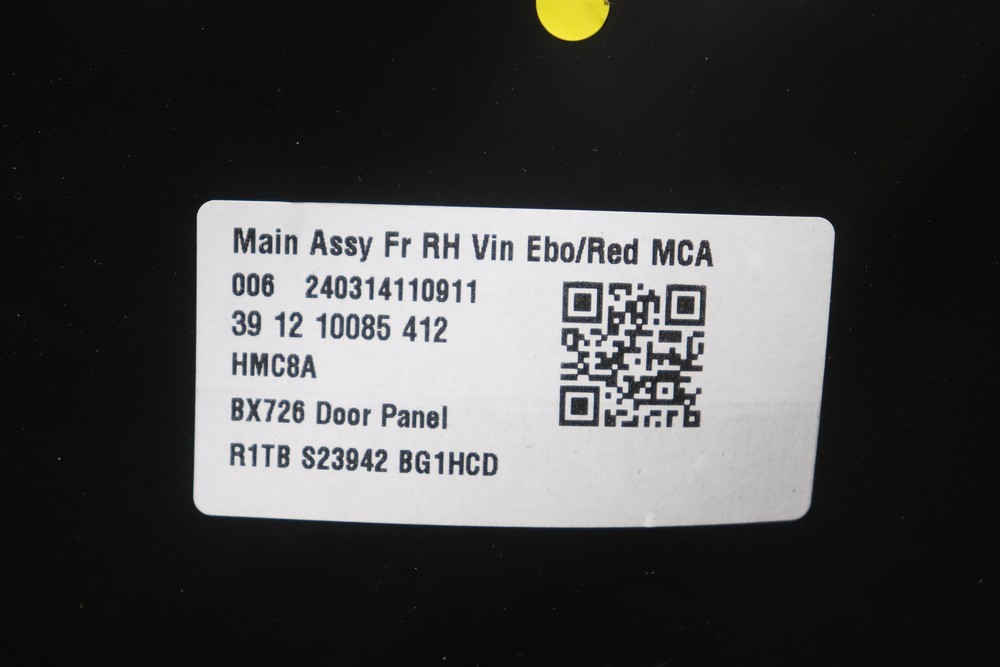 Main Assy Fr RH Vin Ebo/Red MCA
006 240314110911
39 12 10085 412
HMC8A
BX726 Door Panel
R1TB S23942 BG1HCD